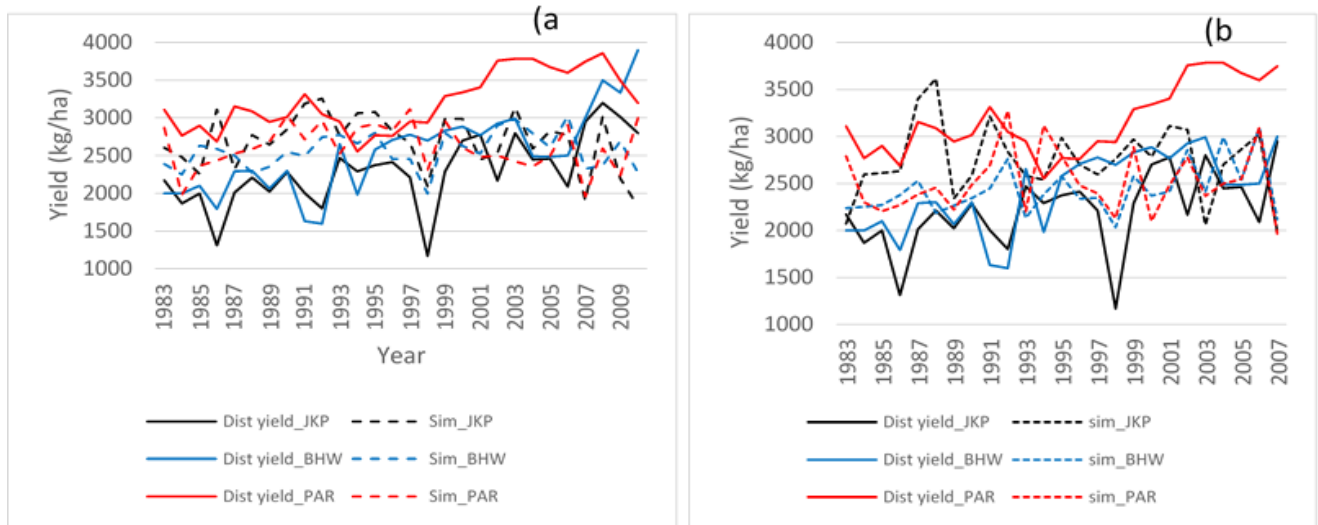 (a
4000
3500
3000
2500
2000
1500
1000
Yield (kg/ha)
1983
1985
1987
1989
1991
1993
1995
1997
1999
2001
2003
2005
2007
2009
Year
Dist yield_JKP
Sim_JKP
Dist yield_BHW
Sim_BHW
Dist yield_PAR
Sim_PAR
(b
4000
3500
3000
2500
2000
1500
1000
Yield (kg/ha)
1983
1985
1987
1989
1991
1993
1995
1997
1999
2001
2003
2005
2007
Dist yield_JKP
sim_JKP
Dist yield_BHW
sim_BHW
Dist yield_PAR
sim_PAR